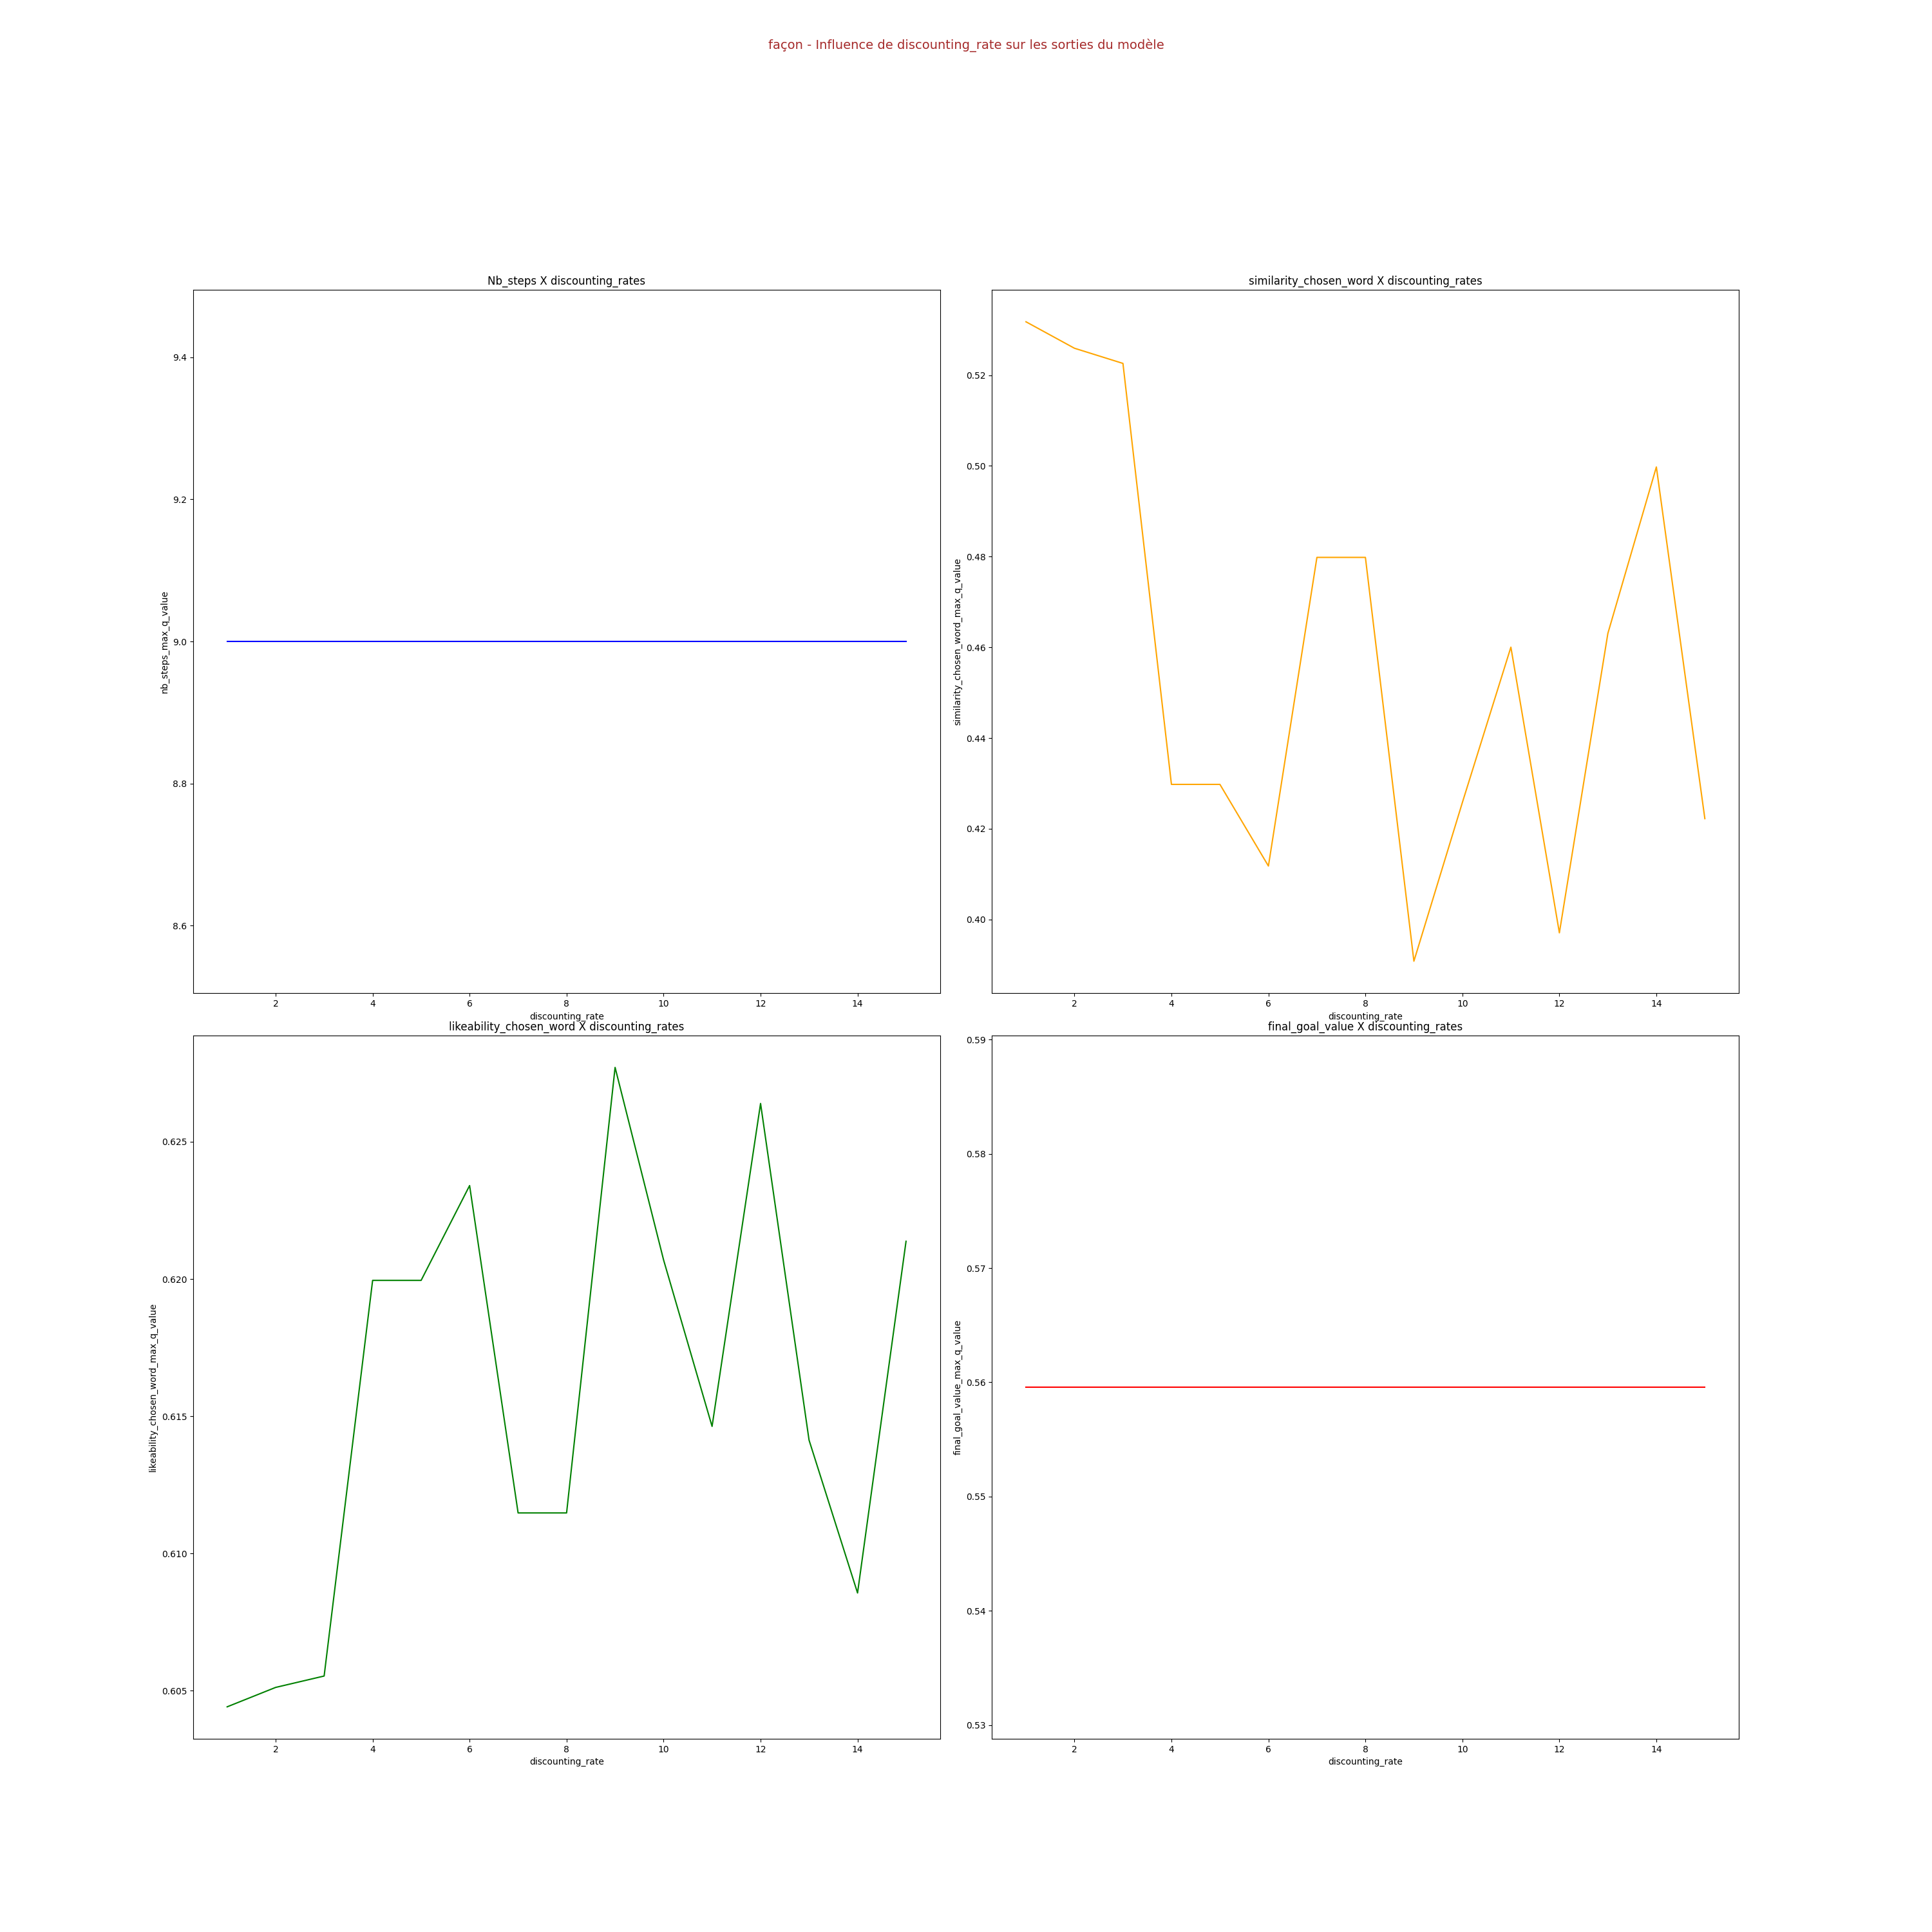 façon - Influence de discounting_rate sur les sorties du modèle
Nb_steps X discounting_rates
nb_steps_max_q_value
9.4
9.2
9.0
8.8
8.6
2 4 6 8 10 12 14
discounting_rate
similarity_chosen_word X discounting_rates
similarity_chosen_word_max_q_value
0.52
0.50
0.48
0.46
0.44
0.42
0.40
2 4 6 8 10 12 14
discounting_rate
likeability_chosen_word X discounting_rates
likeability_chosen_word_max_q_value
0.625
0.620
0.615
0.610
0.605
2 4 6 8 10 12 14
discounting_rate
final_goal_value X discounting_rates
final_goal_value_max_q_value
0.59
0.58
0.57
0.56
0.55
0.54
0.53
2 4 6 8 10 12 14
discounting_rate